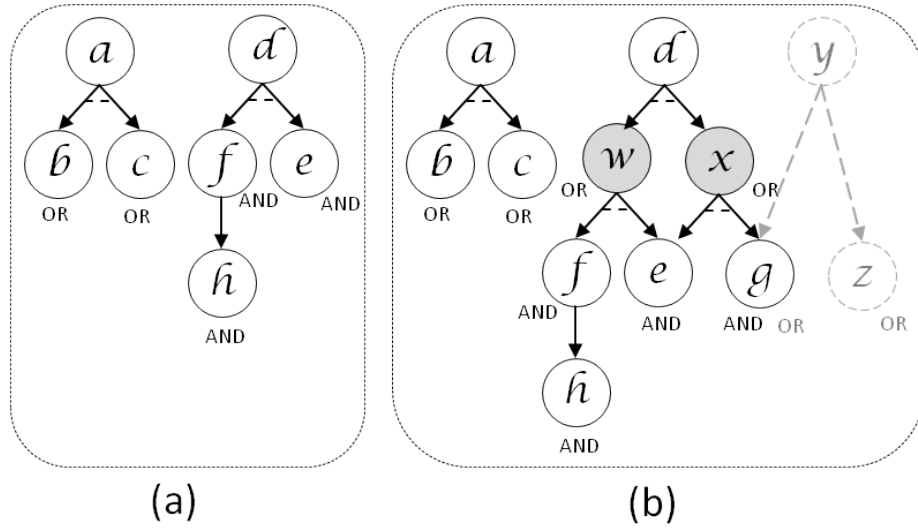 a d a d y
b c f e b c w x
OR OR AND AND OR OR OR OR
h f e g z
AND AND AND AND OR OR
h
AND
(a) (b)